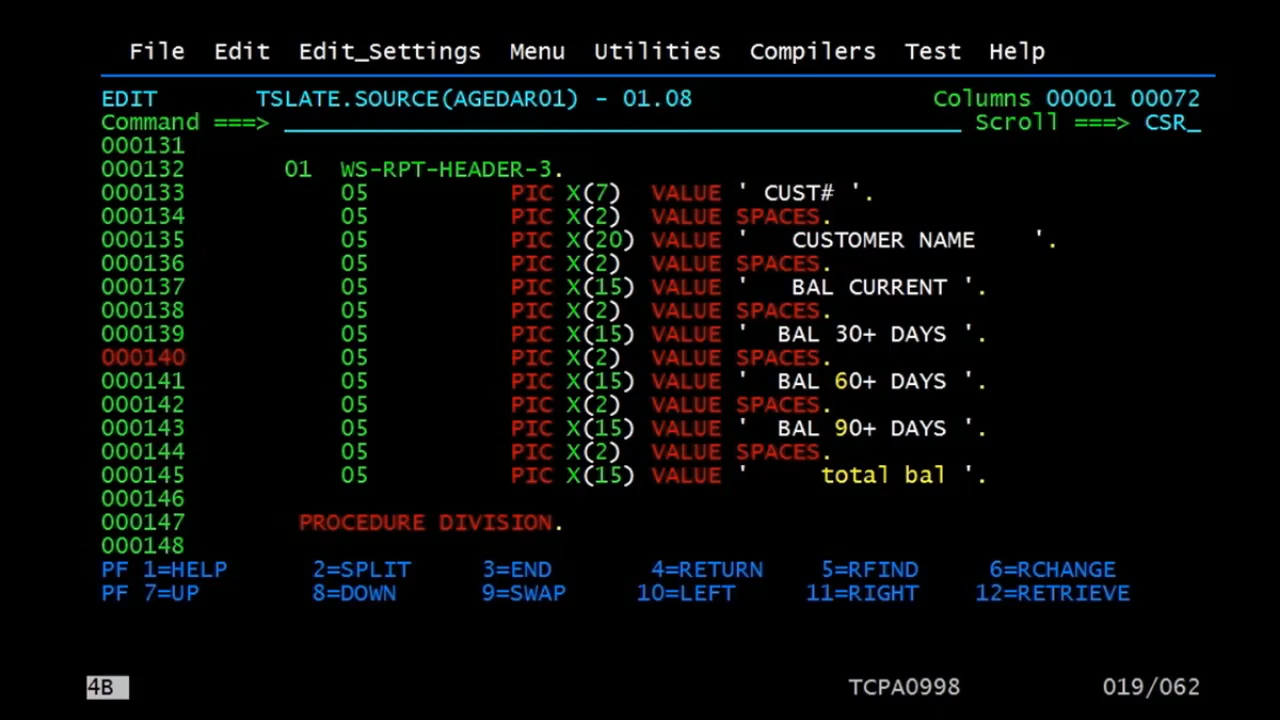 File  Edit  Edit_Settings  Menu  Utilities  Compilers  Test  Help
EDIT       TSLATE.SOURCE(AGEDAR01) - 01.08                 Columns 00001 00072
Command ===>                                                  Scroll ===> CSR_
000131
000132       01  WS-RPT-HEADER-3.
000133           05          PIC X(7)  VALUE ' CUST# '.
000134           05          PIC X(2)  VALUE SPACES.
000135           05          PIC X(20) VALUE '   CUSTOMER NAME    '.
000136           05          PIC X(2)  VALUE SPACES.
000137           05          PIC X(15) VALUE '   BAL CURRENT '.
000138           05          PIC X(2)  VALUE SPACES.
000139           05          PIC X(15) VALUE '  BAL 30+ DAYS '.
000140           05          PIC X(2)  VALUE SPACES.
000141           05          PIC X(15) VALUE '  BAL 60+ DAYS '.
000142           05          PIC X(2)  VALUE SPACES.
000143           05          PIC X(15) VALUE '  BAL 90+ DAYS '.
000144           05          PIC X(2)  VALUE SPACES.
000145           05          PIC X(15) VALUE '     total bal '.
000146
000147        PROCEDURE DIVISION.
000148
PF 1=HELP      2=SPLIT     3=END       4=RETURN    5=RFIND     6=RCHANGE
PF 7=UP        8=DOWN      9=SWAP     10=LEFT     11=RIGHT    12=RETRIEVE
4B                                                   TCPA0998          019/062